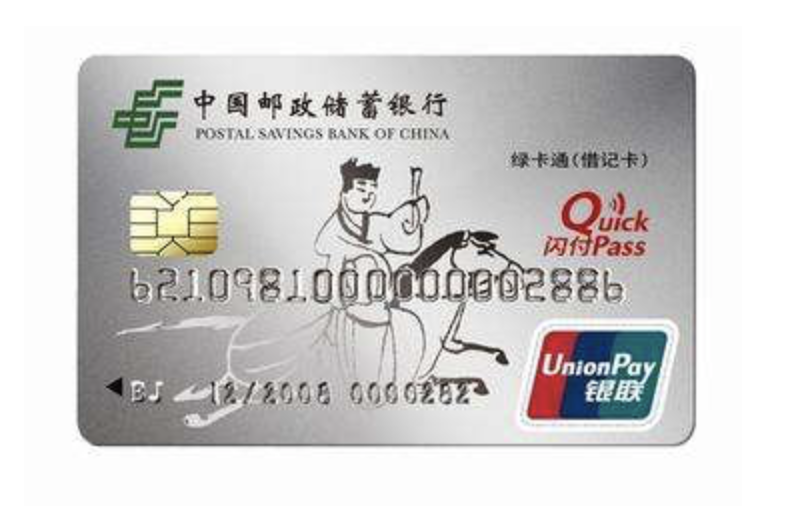 中国邮政储蓄银行
POSTAL SAVINGS BANK OF CHINA
绿卡通(借记卡)
Quick
闪付Pass
6210981000000002886
UnionPay
银联
BJ 12/2008 0000282